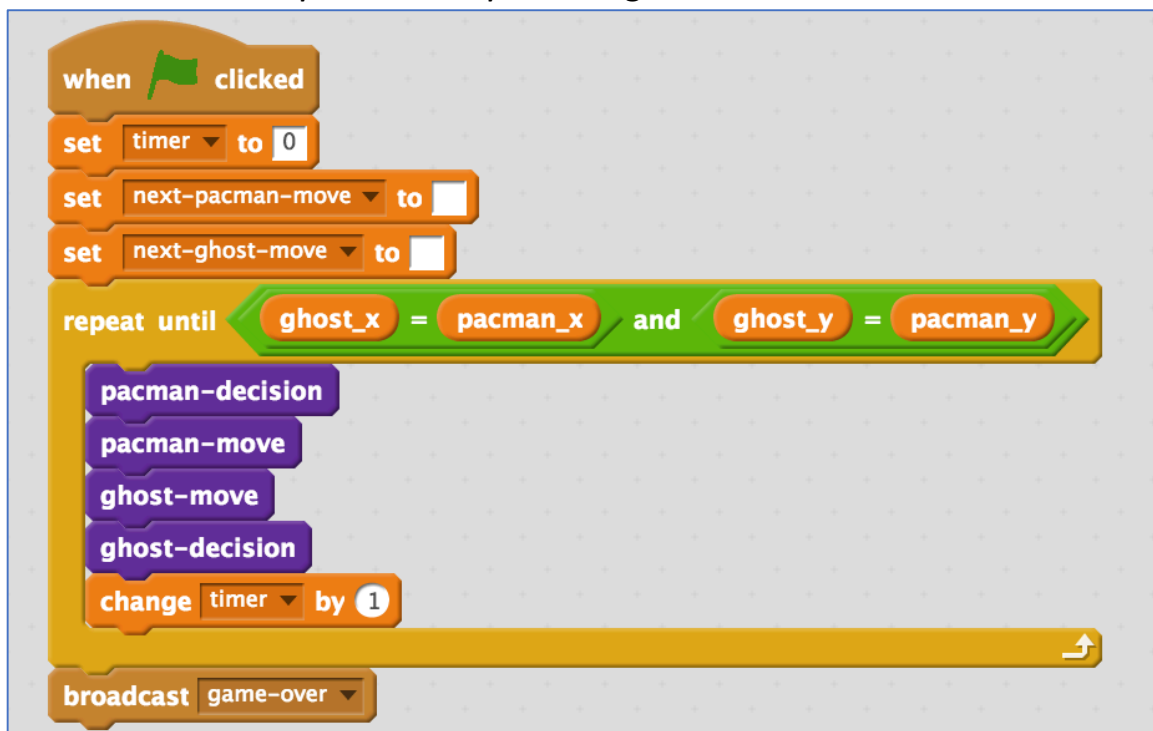 when clicked
set timer to 0
set next-pacman-move to
set next-ghost-move to
repeat until ghost_x = pacman_x and ghost_y = pacman_y
pacman-decision
pacman-move
ghost-move
ghost-decision
change timer by 1
broadcast game-over